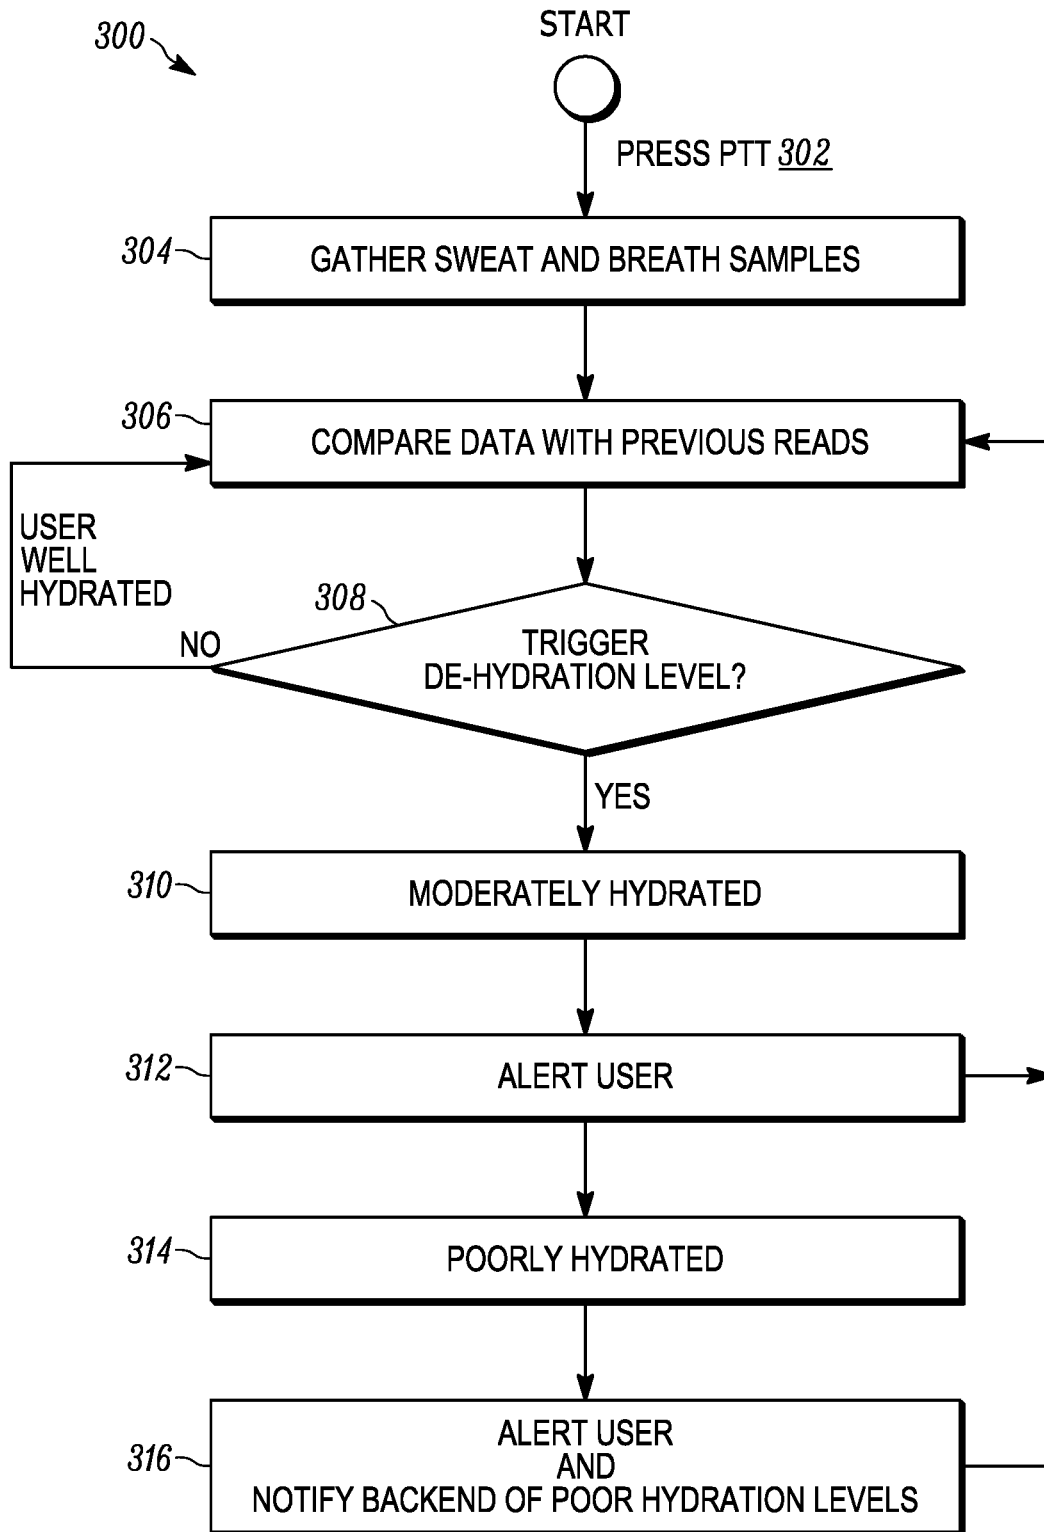 300
START
PRESS PTT 302
304
GATHER SWEAT AND BREATH SAMPLES
306
COMPARE DATA WITH PREVIOUS READS
USER
WELL
HYDRATED
308
NO
TRIGGER
DE-HYDRATION LEVEL?
YES
310
MODERATELY HYDRATED
312
ALERT USER
314
POORLY HYDRATED
316
ALERT USER
AND
NOTIFY BACKEND OF POOR HYDRATION LEVELS